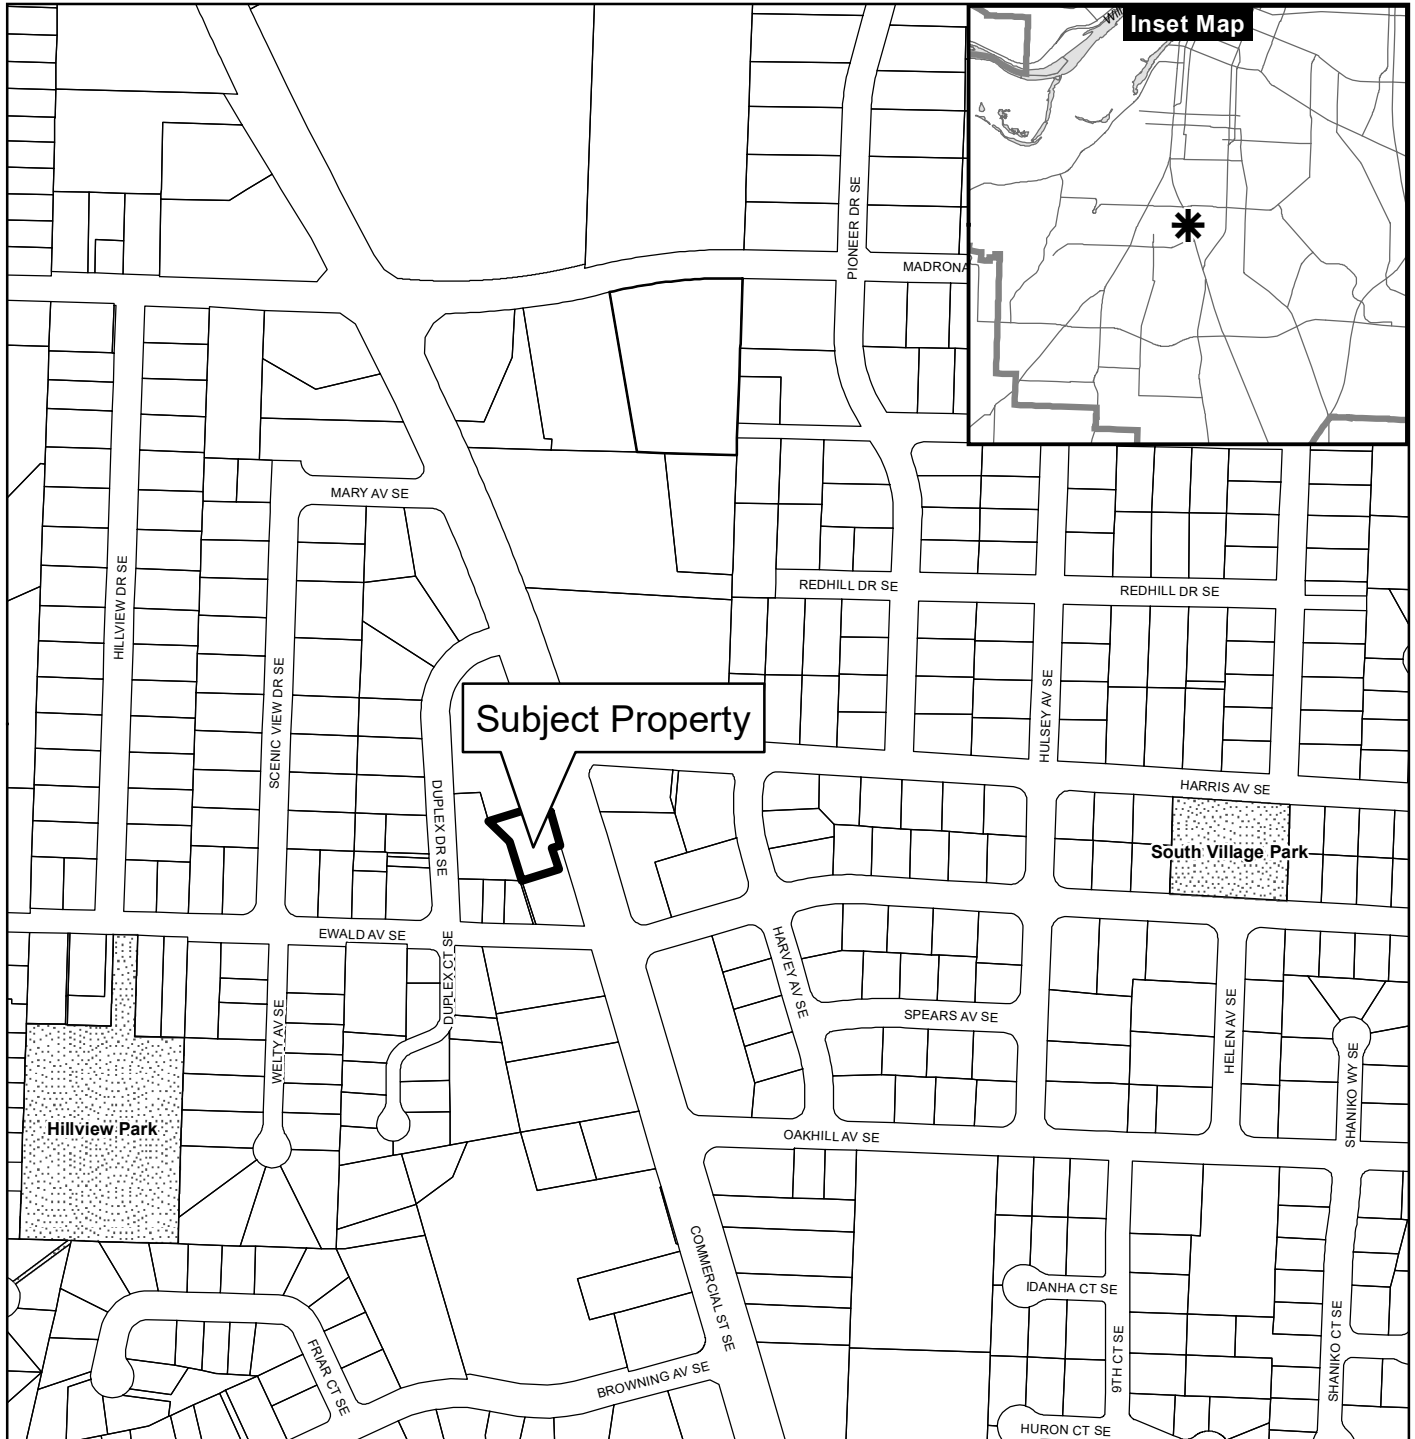 Inset Map
PIONEER DR SE
MADRONA
MARY AV SE
HILLVIEW DR SE
REDHILL DR SE
REDHILL DR SE
SCENIC VIEW DR SE
HULSEY AV SE
Subject Property
DUPLEX DR SE
HARRIS AV SE
South Village Park
EWALD AV SE
DUPLEX CT SE
HARVEY AV SE
WELTY AV SE
SPEARS AV SE
HELEN AV SE
SHANIKO WY SE
Hillview Park
OAKHILL AV SE
COMMERCIAL ST SE
IDANHA CT SE
FRIAR CT SE
BROWNING AV SE
9TH CT SE
SHANIKO CT SE
HURON CT SE